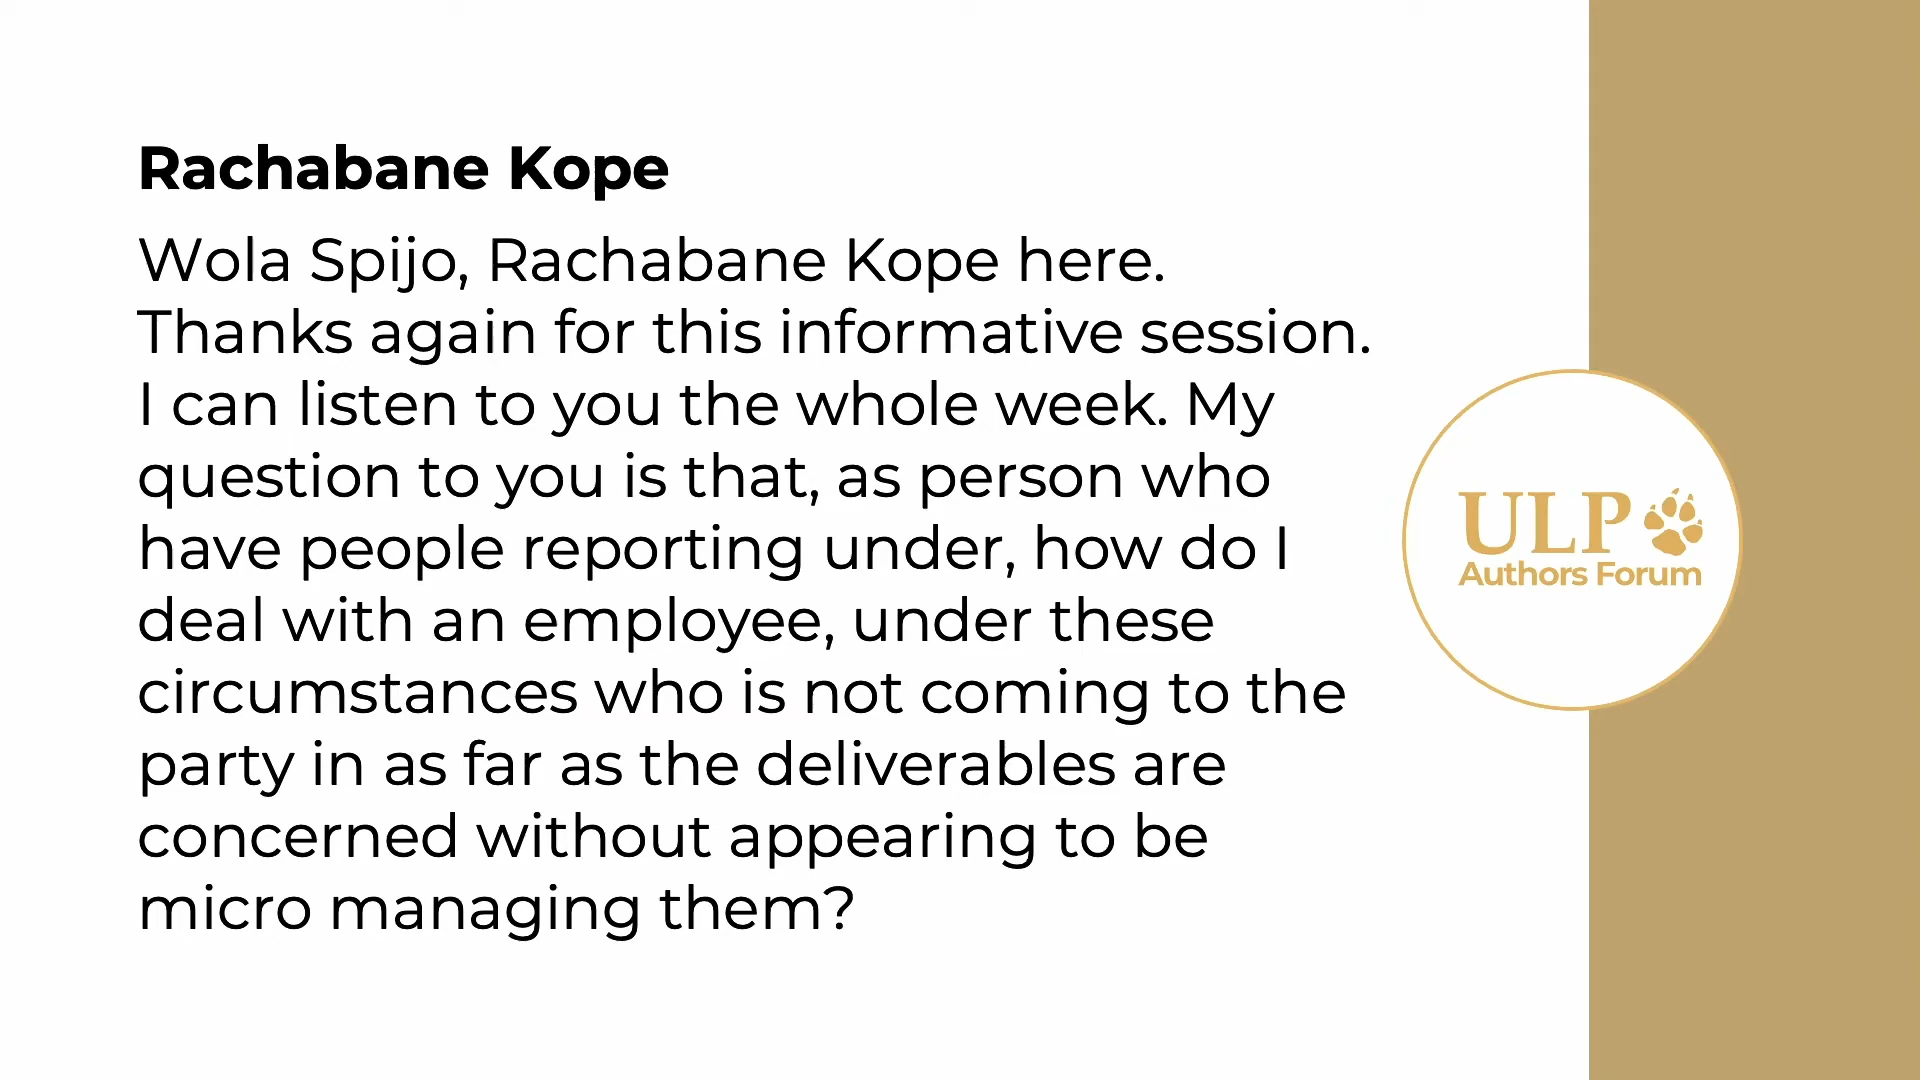 Rachabane Kope
Wola Spijo, Rachabane Kope here.
Thanks again for this informative session.
I can listen to you the whole week. My
question to you is that, as person who
have people reporting under, how do I
deal with an employee, under these
circumstances who is not coming to the
party in as far as the deliverables are
concerned without appearing to be
micro managing them?
ULP
Authors Forum